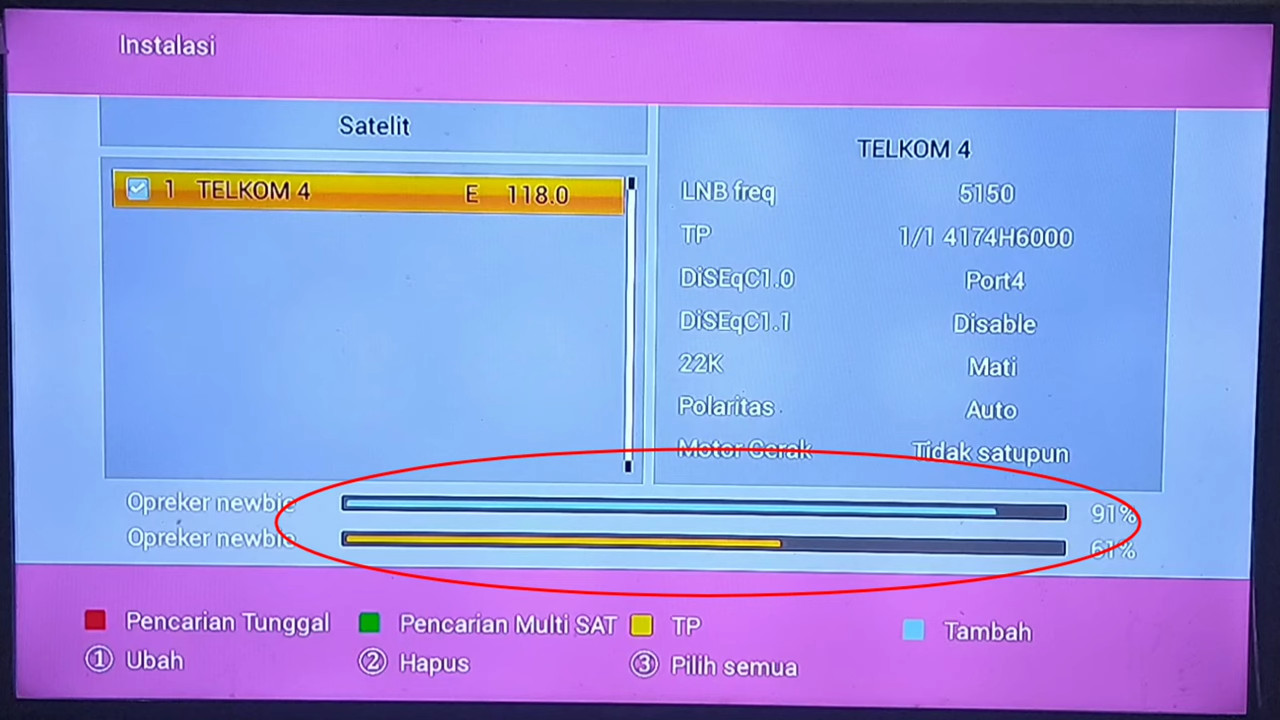 Instalasi
Satelit
1 TELKOM 4 E 118.0
TELKOM 4
LNB freq 5150
TP 1/1 4174H6000
DiSEqC1.0 Port4
DiSEqC1.1 Disable
22K Mati
Polaritas Auto
Motor Gerak Tidak satupun
Opreker newbie 91%
Opreker newbie 61%
Pencarian Tunggal Pencarian Multi SAT TP Tambah
1 Ubah 2 Hapus 3 Pilih semua